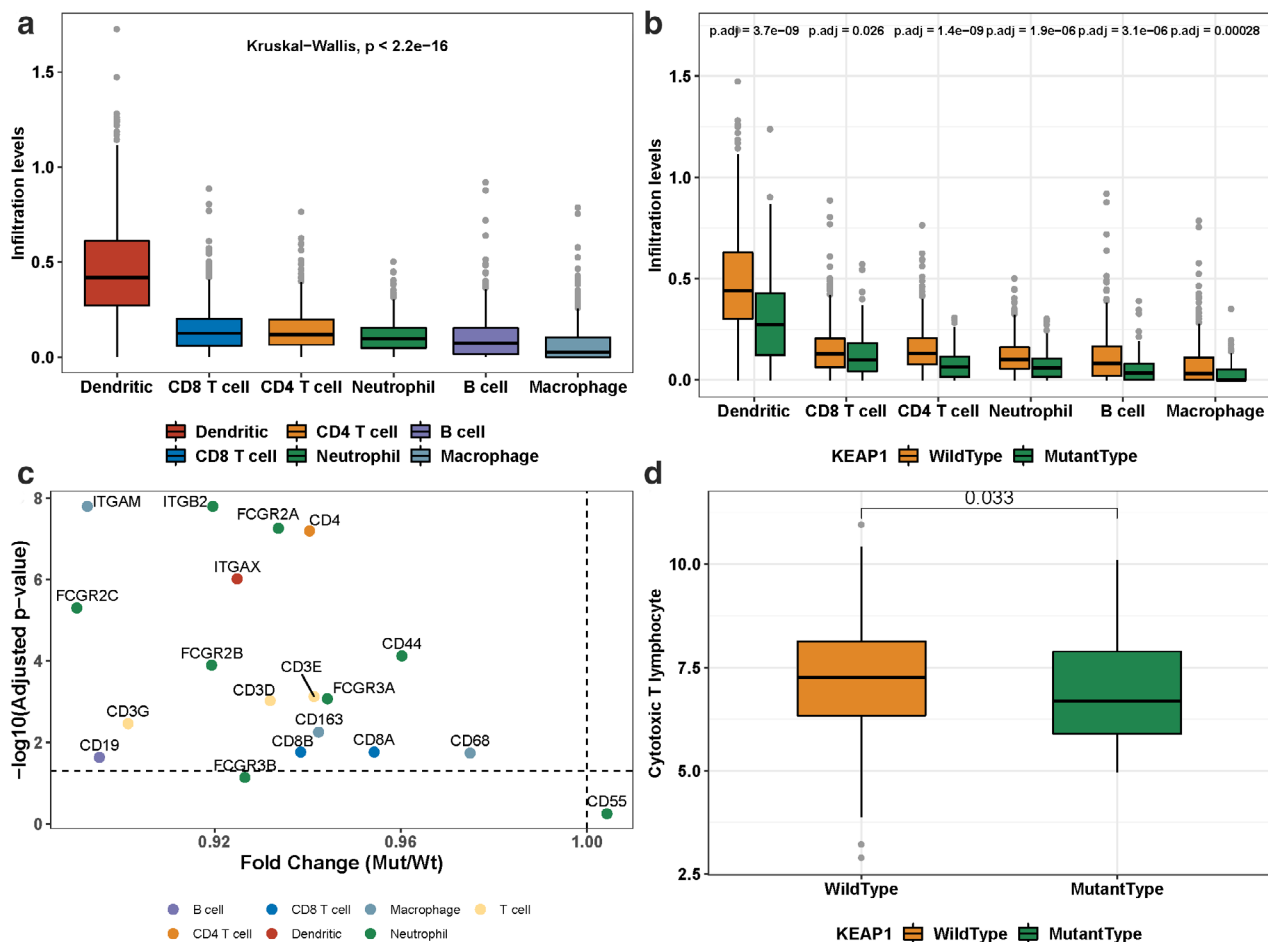 a
Kruskal−Wallis, p < 2.2e−16
Infiltration levels
1.5
1.0
0.5
0.0
Dendritic CD8 T cell CD4 T cell Neutrophil B cell Macrophage
Dendritic CD4 T cell B cell
CD8 T cell Neutrophil Macrophage
b
p.adj = 3.7e−09 p.adj = 0.026 p.adj = 1.4e−09 p.adj = 1.9e−06 p.adj = 3.1e−06 p.adj = 0.00028
Infiltration levels
1.5
1.0
0.5
0.0
Dendritic CD8 T cell CD4 T cell Neutrophil B cell Macrophage
KEAP1 WildType MutantType
c
−log10(Adjusted p−value)
8
6
4
2
0
ITGAM
ITGB2
FCGR2A
CD4
ITGAX
FCGR2C
CD44
FCGR2B
CD3E
CD3D
FCGR3A
CD3G
CD163
CD19
CD8B
CD8A
CD68
FCGR3B
CD55
0.92 0.96 1.00
Fold Change (Mut/Wt)
B cell CD8 T cell Macrophage T cell
CD4 T cell Dendritic Neutrophil
d
0.033
Cytotoxic T lymphocyte
10.0
7.5
5.0
2.5
WildType MutantType
KEAP1 WildType MutantType